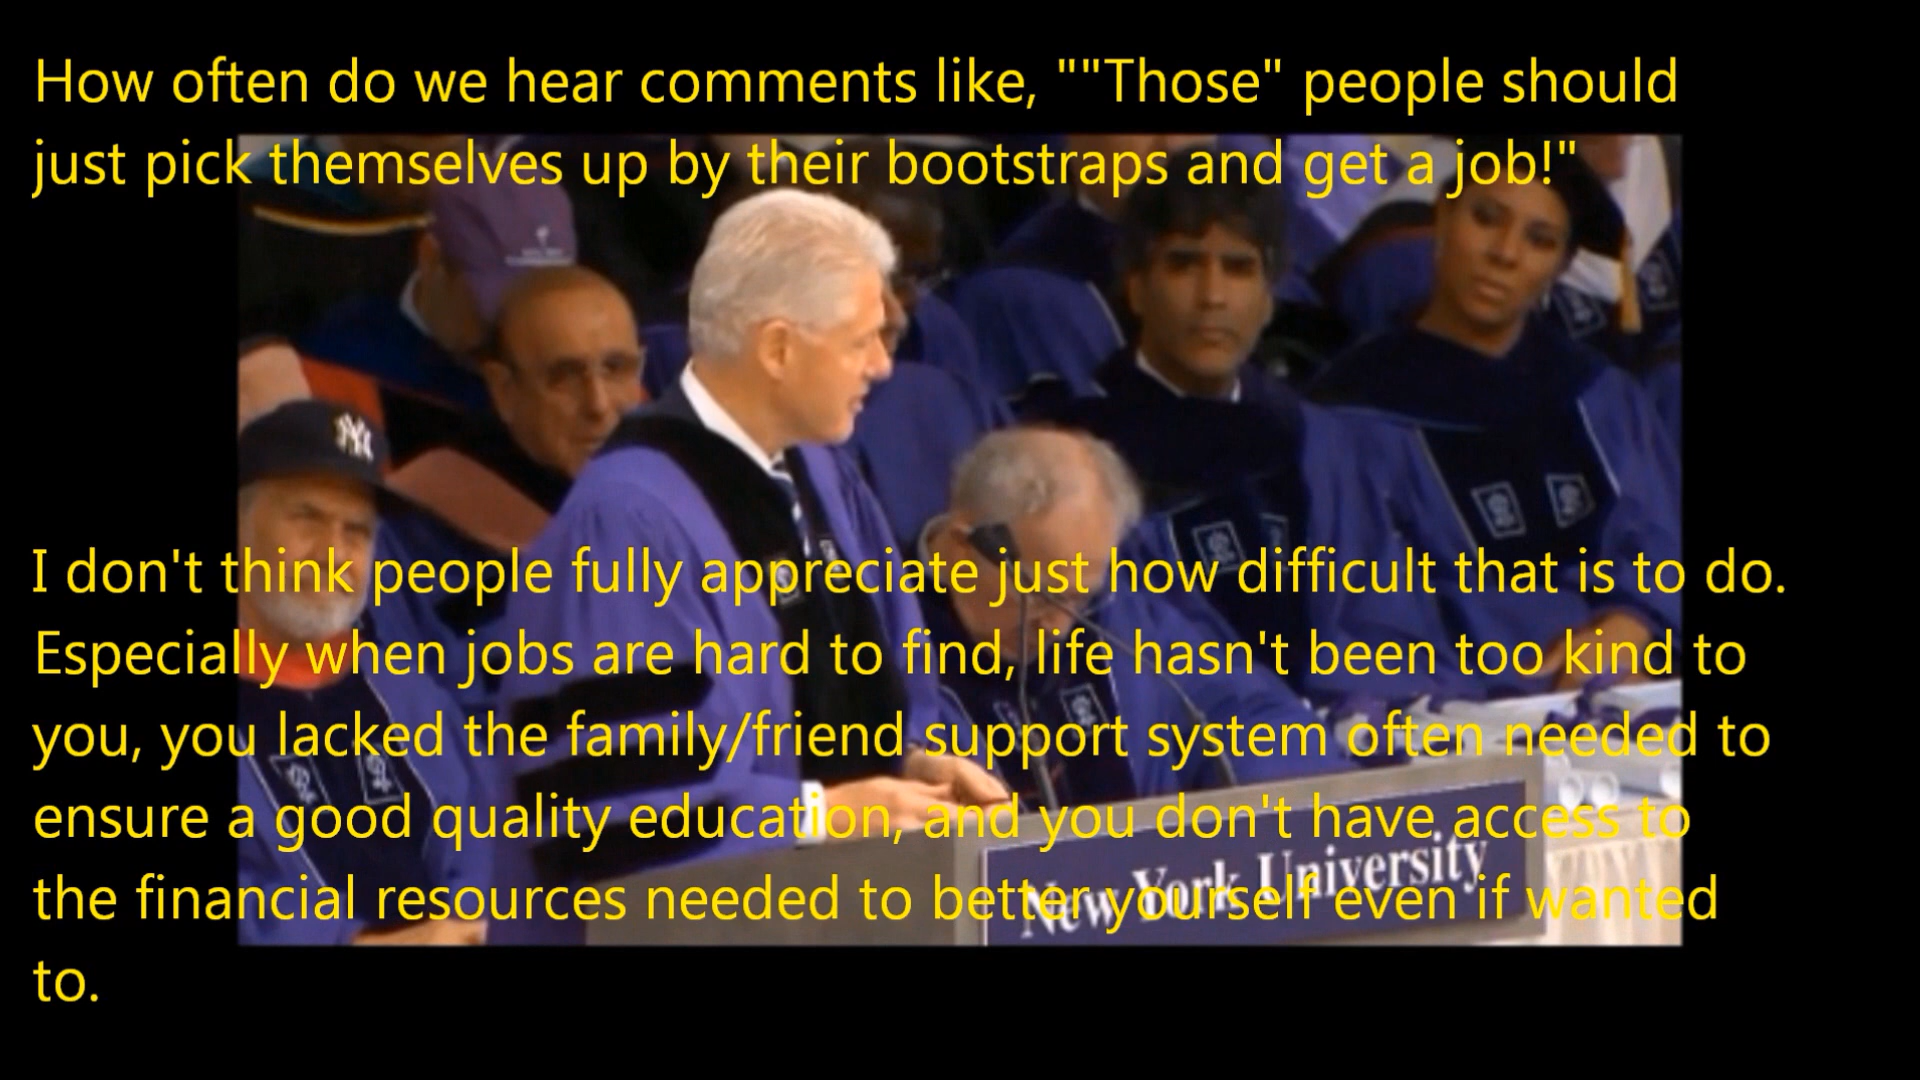 How often do we hear comments like, ""Those" people should
just pick themselves up by their bootstraps and get a job!"
NY
I don't think people fully appreciate just how difficult that is to do.
Especially when jobs are hard to find, life hasn't been too kind to
you, you lacked the family/friend support system often needed to
ensure a good quality education, and you don't have access to
the financial resources needed to better yourself even if wanted
to.
New York University